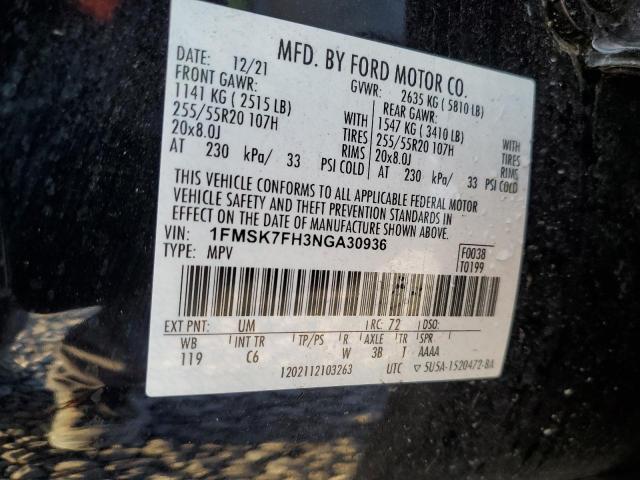 MFD. BY FORD MOTOR CO.
DATE: 12/21 GVWR: 2635 KG (5810 LB)
FRONT GAWR: REAR GAWR:
1141 KG (2515 LB) WITH 1547 KG (3410 LB) WITH
255/55R20 107H TIRES 255/55R20 107H TIRES
20x8.0J RIMS 20x8.0J RIMS
AT 230 kPa/ 33 PSI COLD AT 230 kPa/ 33 PSI COLD
THIS VEHICLE CONFORMS TO ALL APPLICABLE FEDERAL MOTOR
VEHICLE SAFETY AND THEFT PREVENTION STANDARDS IN
EFFECT ON THE DATE OF MANUFACTURE SHOWN ABOVE.
VIN: 1FMSK7FH3NGA30936 F0038
TYPE: MPV T0199
EXT PNT: UM RC: 72 DSO:
WB INT TR TP/PS R AXLE TR SPR
119 C6 W 3B T AAAA
1202112103263 UTC ▽ 5U5A-1520472-BA